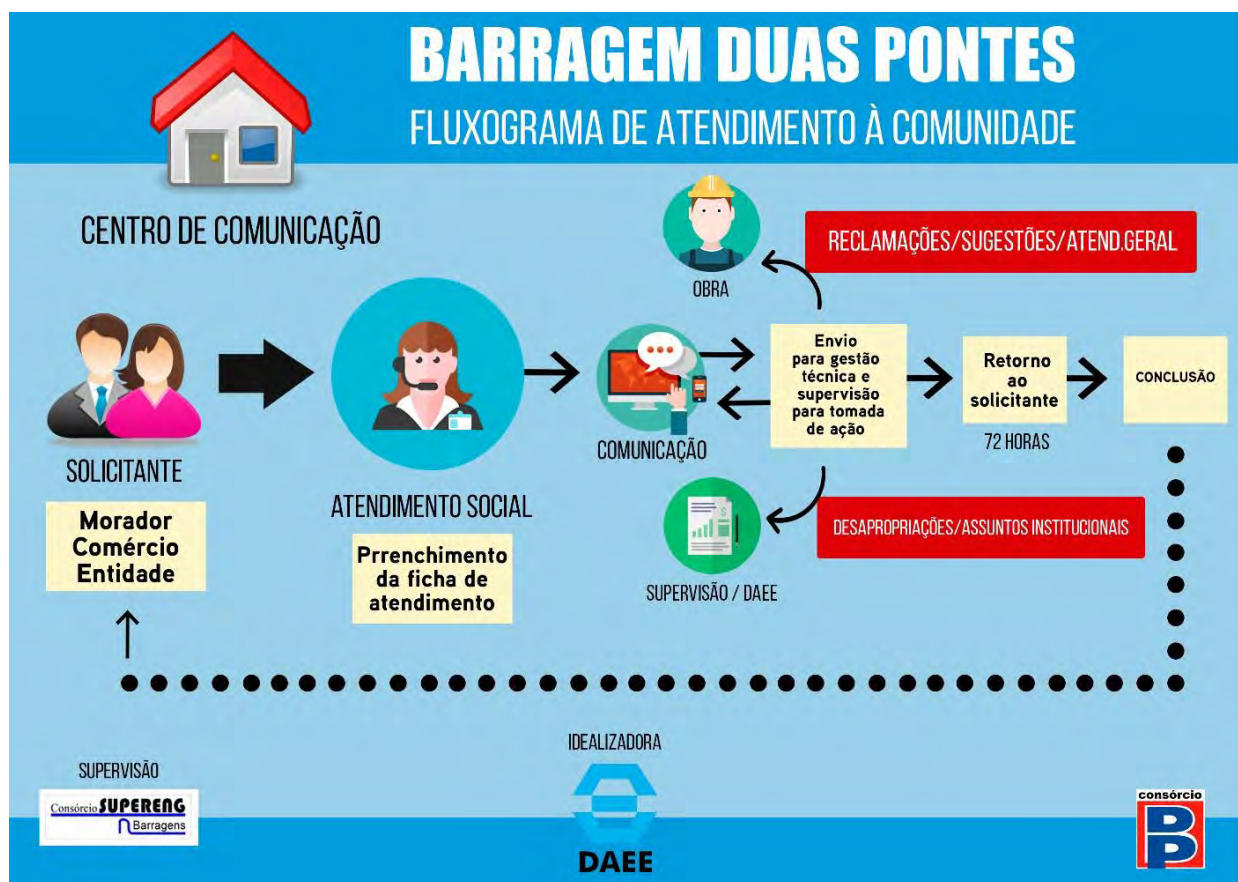 BARRAGEM DUAS PONTES
FLUXOGRAMA DE ATENDIMENTO À COMUNIDADE
CENTRO DE COMUNICAÇÃO
SOLICITANTE
Morador
Comércio
Entidade
ATENDIMENTO SOCIAL
Prrenchimento
da ficha de
atendimento
COMUNICAÇÃO
OBRA
RECLAMAÇÕES/SUGESTÕES/ATEND.GERAL
Envio
para gestão
técnica e
supervisão
para tomada
de ação
SUPERVISÃO / DAEE
DESAPROPRIAÇÕES/ASSUNTOS INSTITUCIONAIS
Retorno
ao
solicitante
72 HORAS
CONCLUSÃO
SUPERVISÃO
Consórcio SUPERENG
Barragens
IDEALIZADORA
DAEE
consórcio
BP